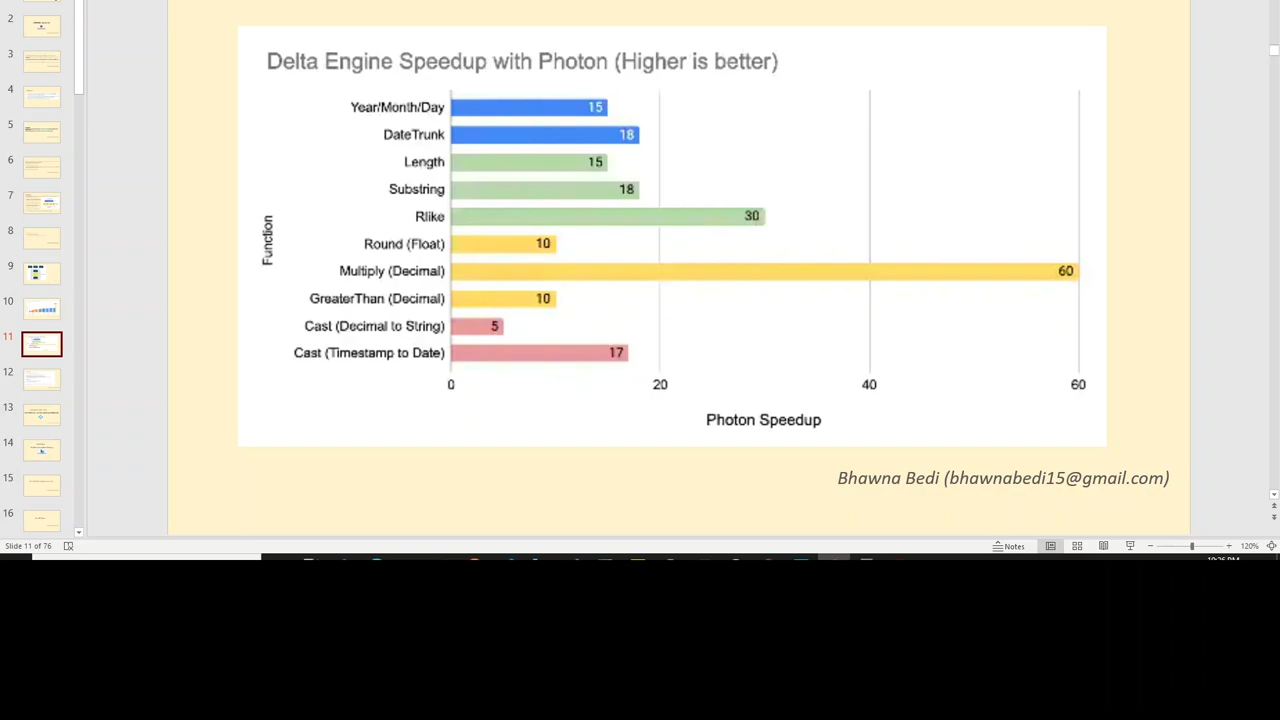 2
3
4
5
6
7
8
9
10
11
12
13
14
15
16
Delta Engine Speedup with Photon (Higher is better)
Function
Year/Month/Day 15
DateTrunk 18
Length 15
Substring 18
Rlike 30
Round (Float) 10
Multiply (Decimal) 60
GreaterThan (Decimal) 10
Cast (Decimal to String) 5
Cast (Timestamp to Date) 17
0 20 40 60
Photon Speedup
Bhawna Bedi (bhawnabedi15@gmail.com)
Slide 11 of 76 Notes 120%